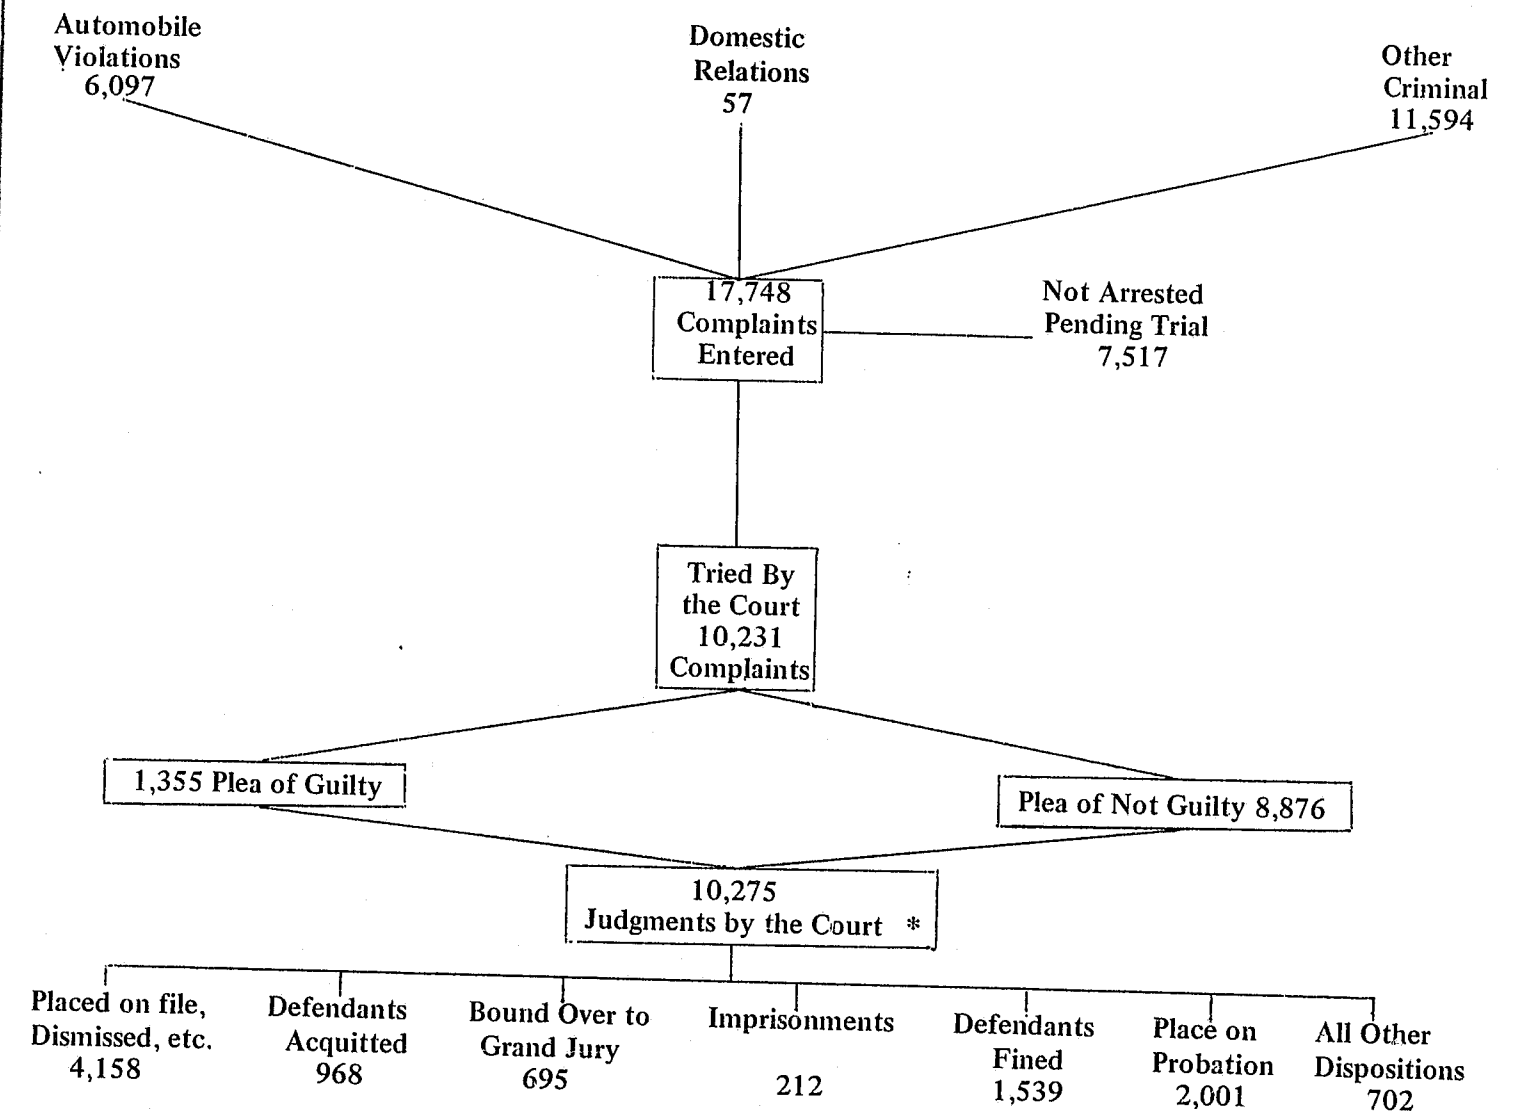 Automobile
Violations
6,097
Domestic
Relations
57
Other
Criminal
11,594
17,748
Complaints
Entered
Not Arrested
Pending Trial
7,517
Tried By
the Court
10,231
Complaints
1,355 Plea of Guilty
Plea of Not Guilty 8,876
10,275
Judgments by the Court *
Placed on file,
Dismissed, etc.
4,158
Defendants
Acquitted
968
Bound Over to
Grand Jury
695
Imprisonments
212
Defendants
Fined
1,539
Place on
Probation
2,001
All Other
Dispositions
702